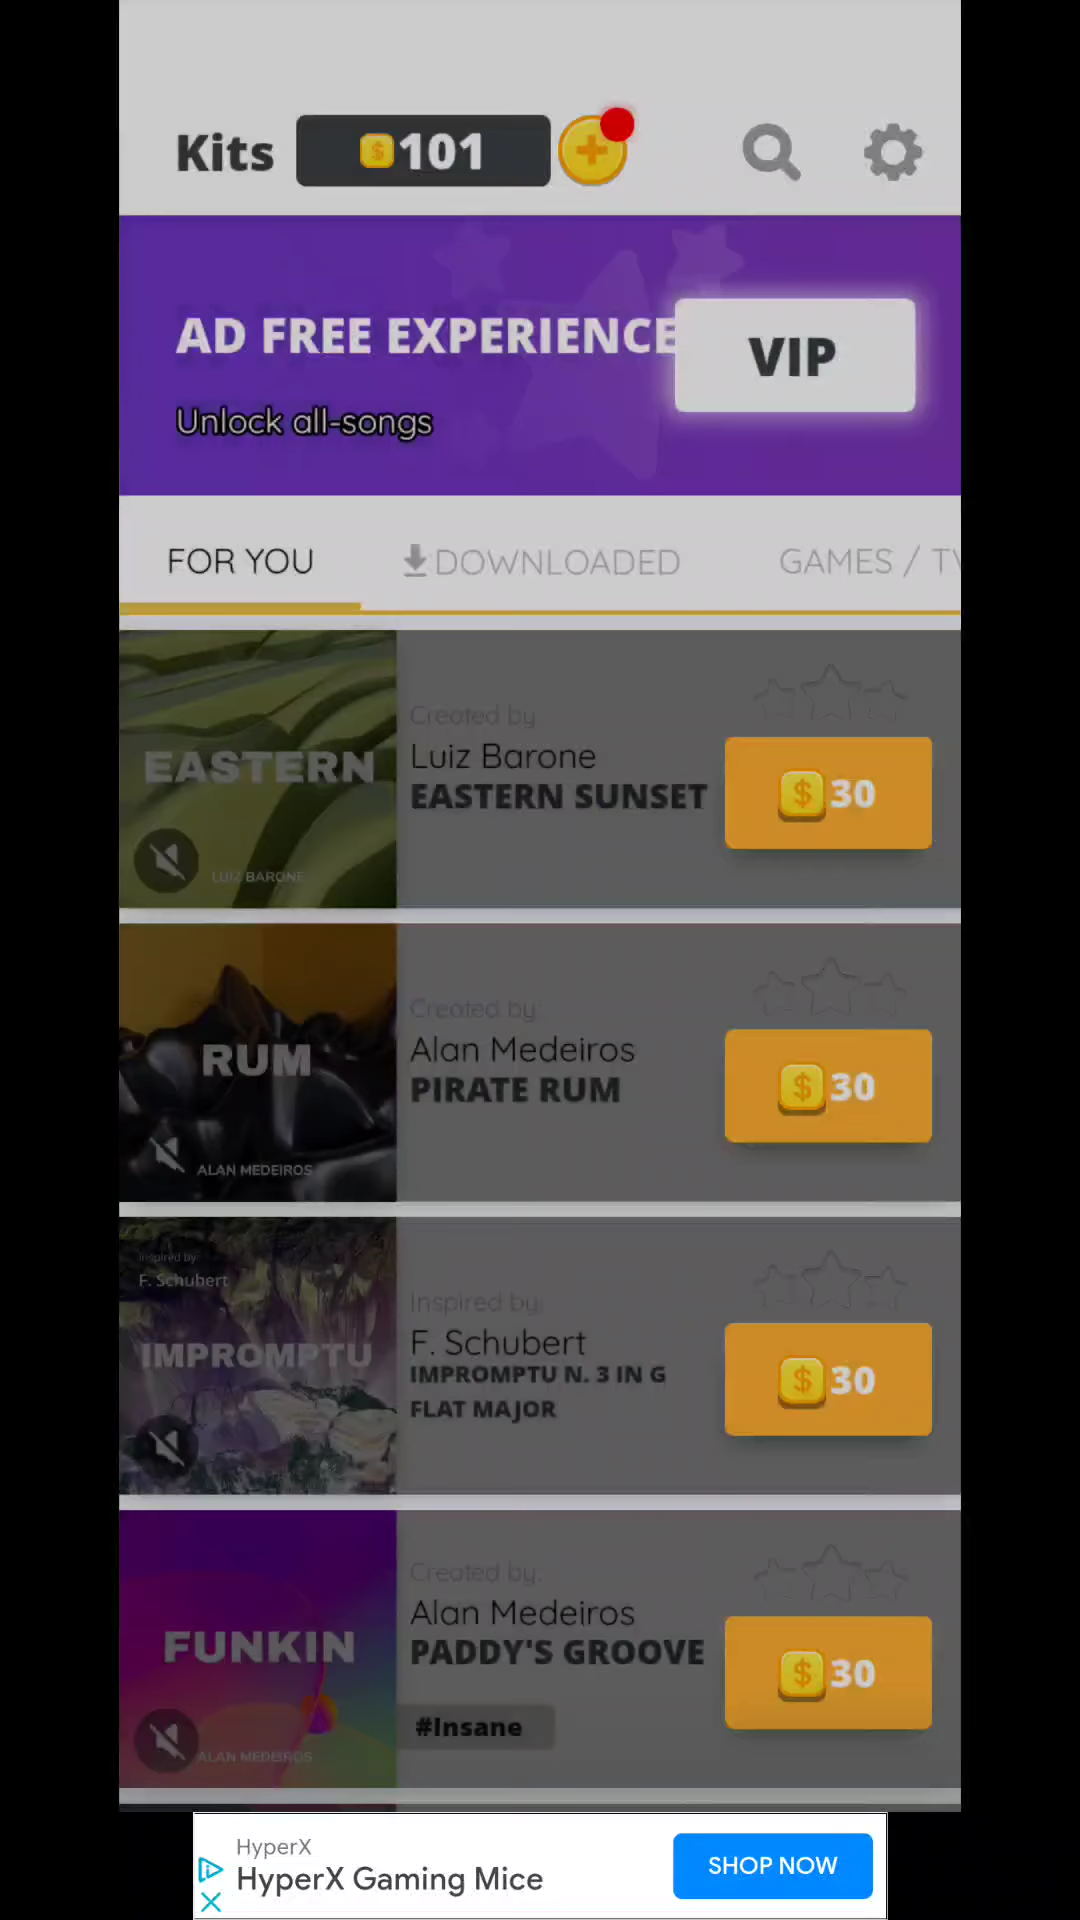 Kits
101
AD FREE EXPERIENCE
VIP
Unlock all-songs
FOR YOU
DOWNLOADED
GAMES / TV
EASTERN
LUIZ BARONE
Created by:
Luiz Barone
EASTERN SUNSET
30
RUM
ALAN MEDEIROS
Created by:
Alan Medeiros
PIRATE RUM
30
Inspired by:
F. Schubert
IMPROMPTU
Inspired by:
F. Schubert
IMPROMPTU N. 3 IN G
FLAT MAJOR
30
FUNKIN
ALAN MEDEIROS
Created by:
Alan Medeiros
PADDY'S GROOVE
#Insane
30
HyperX
HyperX Gaming Mice
SHOP NOW